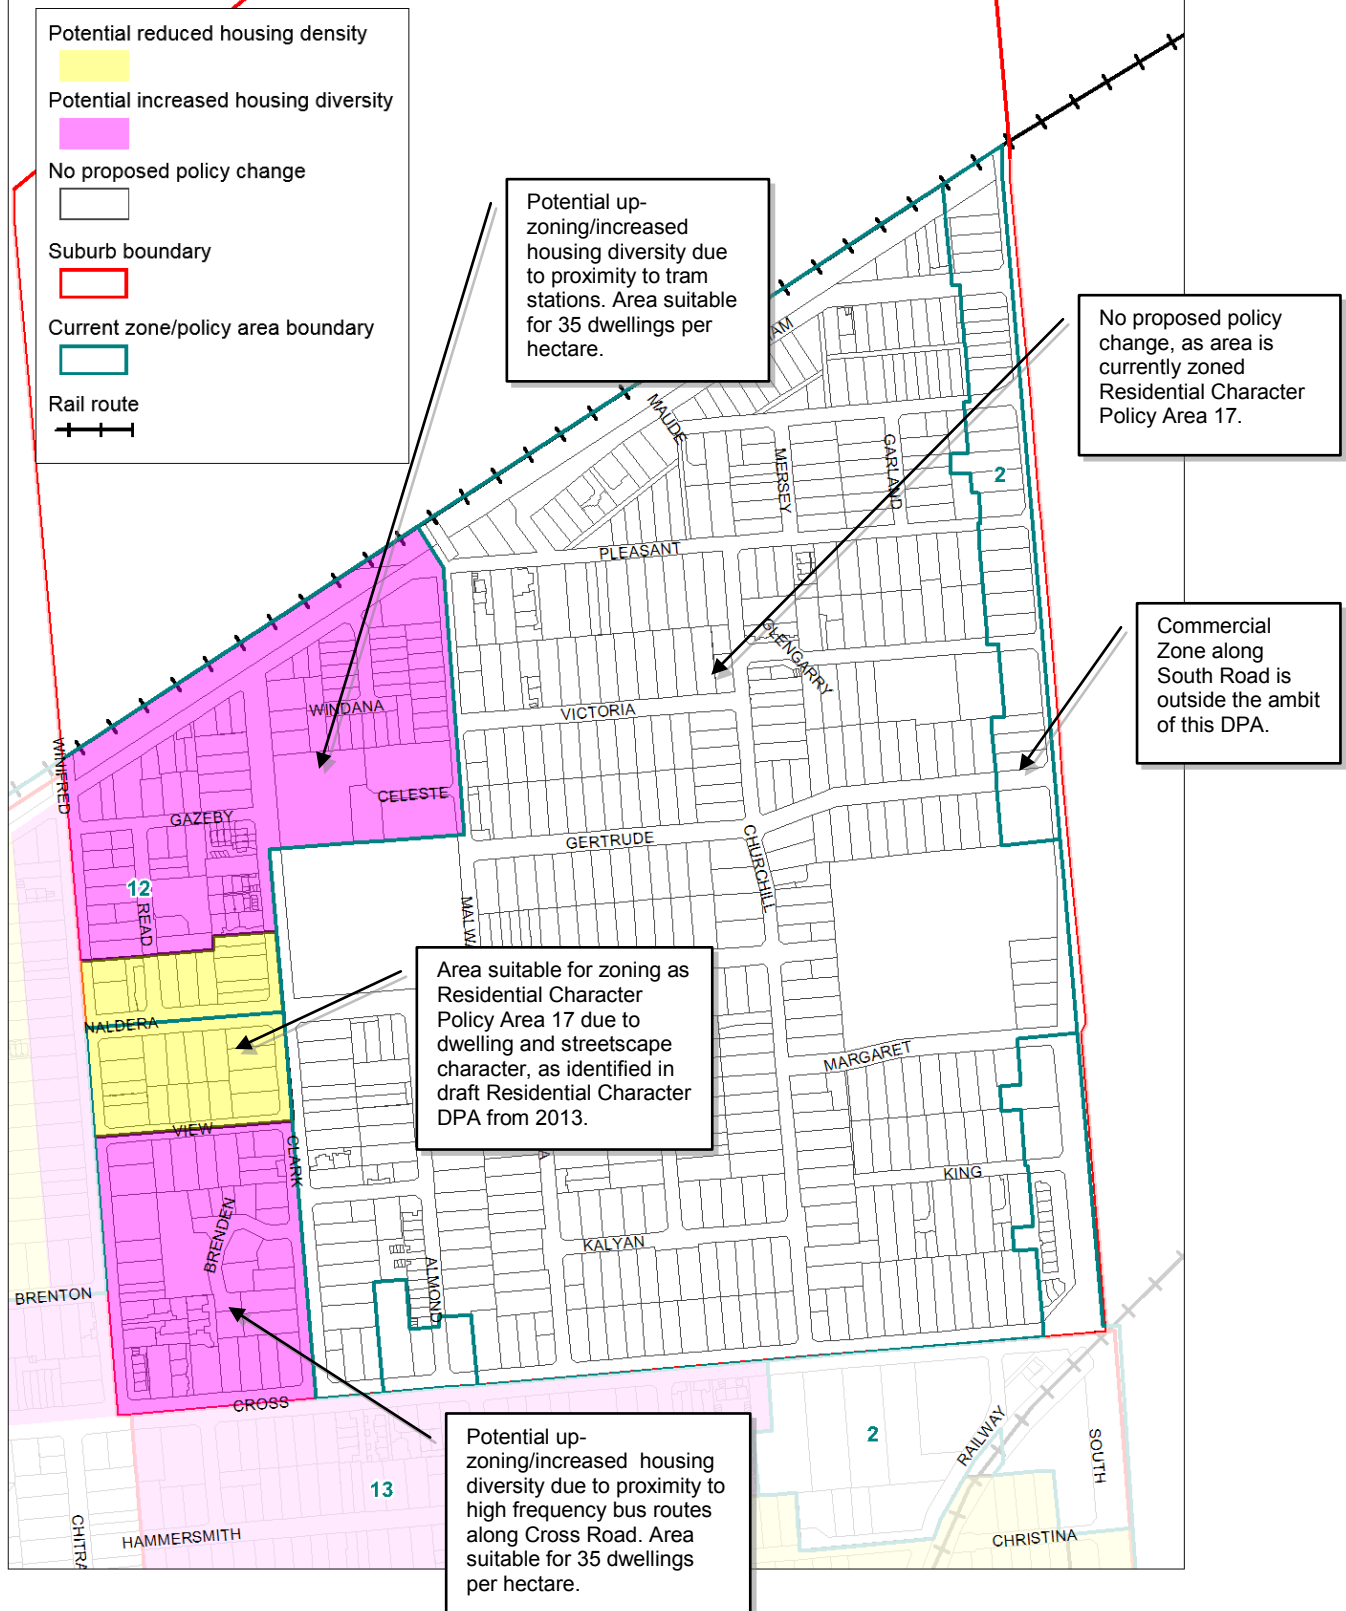 Potential reduced housing density
Potential increased housing diversity
No proposed policy change
Suburb boundary
Current zone/policy area boundary
Rail route
Potential up-
zoning/increased
housing diversity due
to proximity to tram
stations. Area suitable
for 35 dwellings per
hectare.
No proposed policy
change, as area is
currently zoned
Residential Character
Policy Area 17.
Commercial
Zone along
South Road is
outside the ambit
of this DPA.
Area suitable for zoning as
Residential Character
Policy Area 17 due to
dwelling and streetscape
character, as identified in
draft Residential Character
DPA from 2013.
Potential up-
zoning/increased housing
diversity due to proximity to
high frequency bus routes
along Cross Road. Area
suitable for 35 dwellings
per hectare.
MAUDE
MERSEY
GARLAND
2
PLEASANT
GLENGARRY
WINDANA
VICTORIA
WINIFRED
CELESTE
GAZEBY
GERTRUDE
CHURCHILL
12
READ
NALDERA
MARGARET
VIEW
CLARK
KING
BRENDEN
KALYAN
ALMOND
BRENTON
CROSS
2
RAILWAY
SOUTH
13
CHITRA
HAMMERSMITH
CHRISTINA